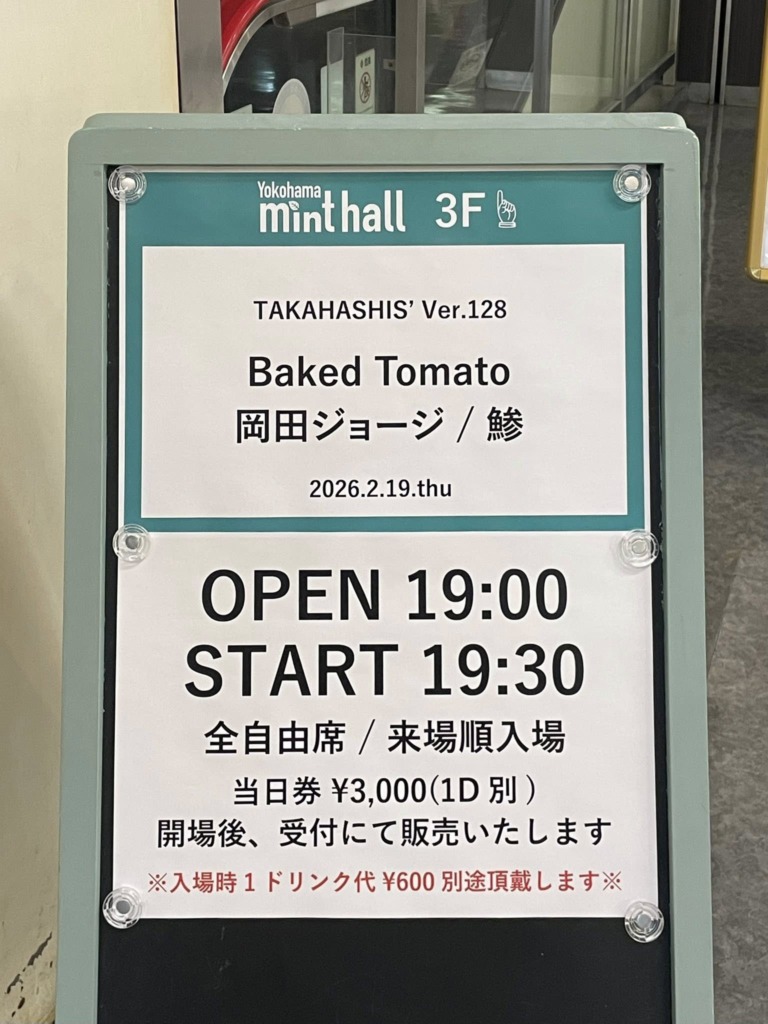 Yokohama
mint hall 3F
TAKAHASHIS' Ver.128
Baked Tomato
岡田ジョージ / 鯵
2026.2.19.thu
OPEN 19:00
START 19:30
全自由席 / 来場順入場
当日券 ¥3,000(1D 別 )
開場後、受付にて販売いたします
※入場時 1 ドリンク代 ¥600 別途頂戴します※